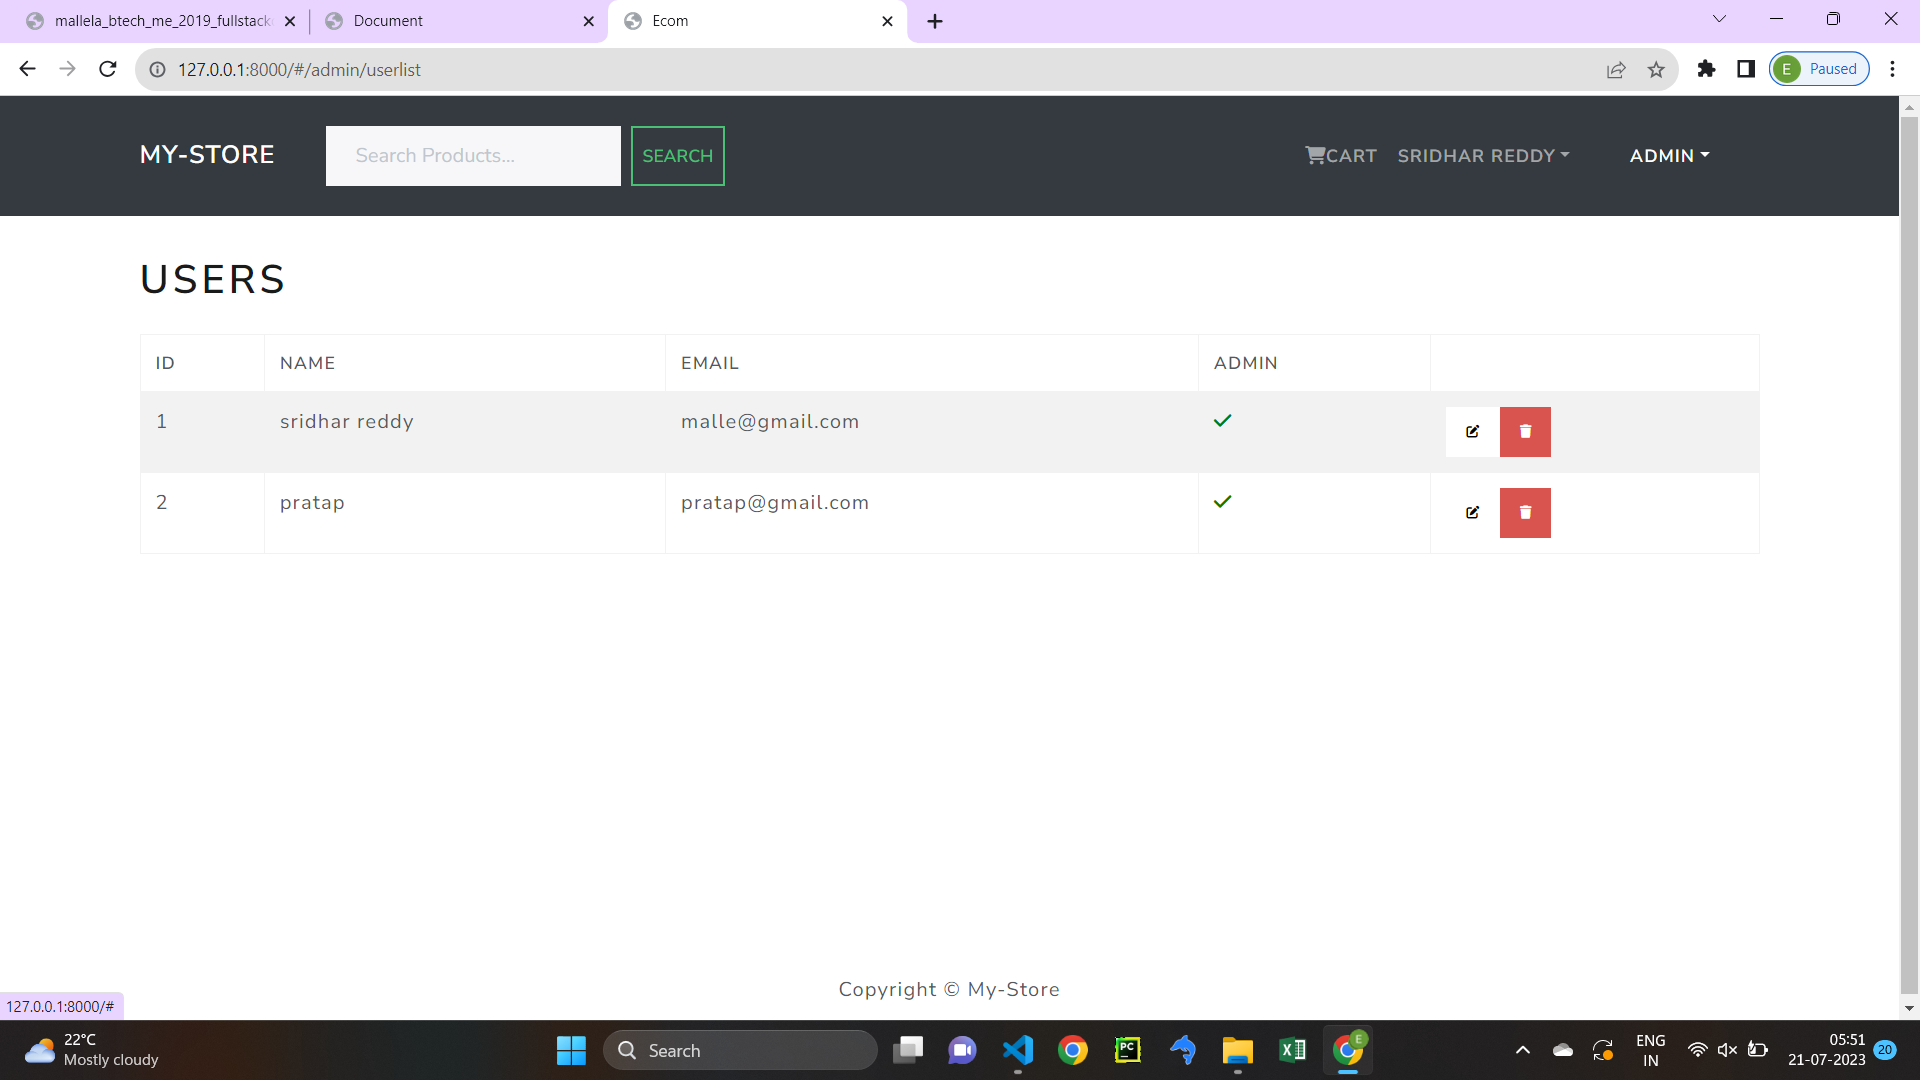 mallela_btech_me_2019_fullstack
Document
Ecom
127.0.0.1:8000/#/admin/userlist
E
Paused
MY-STORE
Search Products...
SEARCH
CART
SRIDHAR REDDY
ADMIN
USERS
ID NAME EMAIL ADMIN
1 sridhar reddy malle@gmail.com
2 pratap pratap@gmail.com
Copyright © My-Store
127.0.0.1:8000/#
22°C
Mostly cloudy
Search
PC
E
ENG
IN
05:51
21-07-2023
20